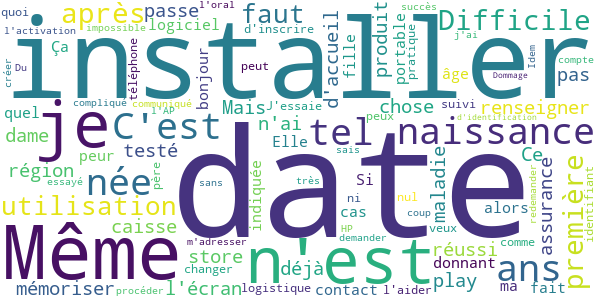 quoi après passe l'oral faut d'accueil fille produit portable pratique succès Difficile
l'activation Ça logiciel d'inscrire impossible j'ai Idem compte
créer Du installer téléphone bonjour peut âge Dommage pas
compliqué communiqué Mais J'essaie chose suivi renseigner
quel je l'AP C'est n'ai tel peux naissance d'identification
dame peur testé Elle sais maladie Ce première identifiant
région essayé née père sans date très indiquée Si nul alors assurance redemander
utilisation caisse ni cas coup
Même m'adresser n'est HP demander veux réussi comme ans
store changer déjà play donnant
mémoriser procéder l'écran logistique contact l'aider ma fait